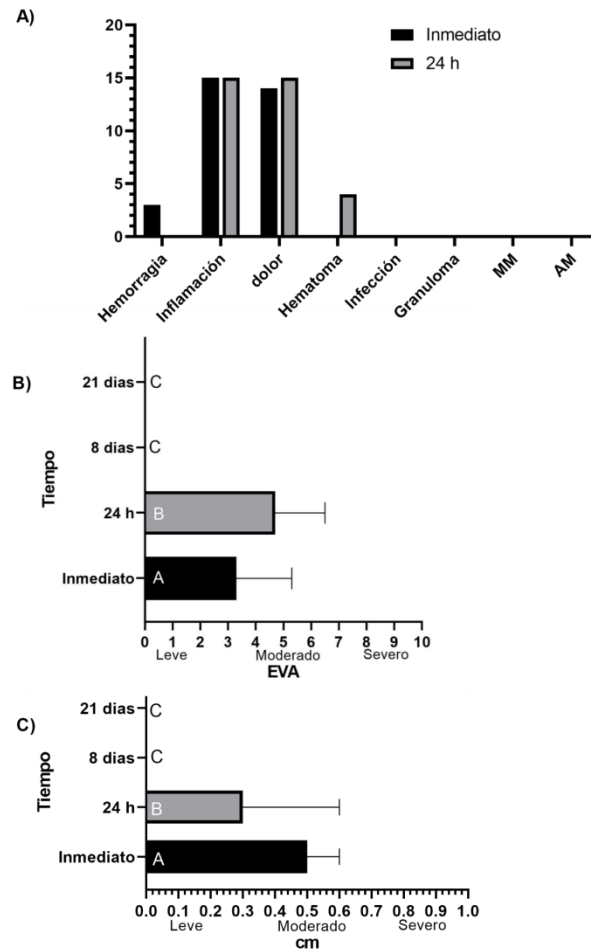 A)
20
15
10
5
0
Inmediato
24 h
Hemorragia
Inflamación
dolor
Hematoma
Infección
Granuloma
MM
AM
B)
Tiempo
21 dias
C
8 dias
C
24 h
B
Inmediato
A
0 1 2 3 4 5 6 7 8 9 10
Leve Moderado Severo
EVA
C)
Tiempo
21 dias
C
8 dias
C
24 h
B
Inmediato
A
0.0 0.1 0.2 0.3 0.4 0.5 0.6 0.7 0.8 0.9 1.0
Leve Moderado Severo
cm